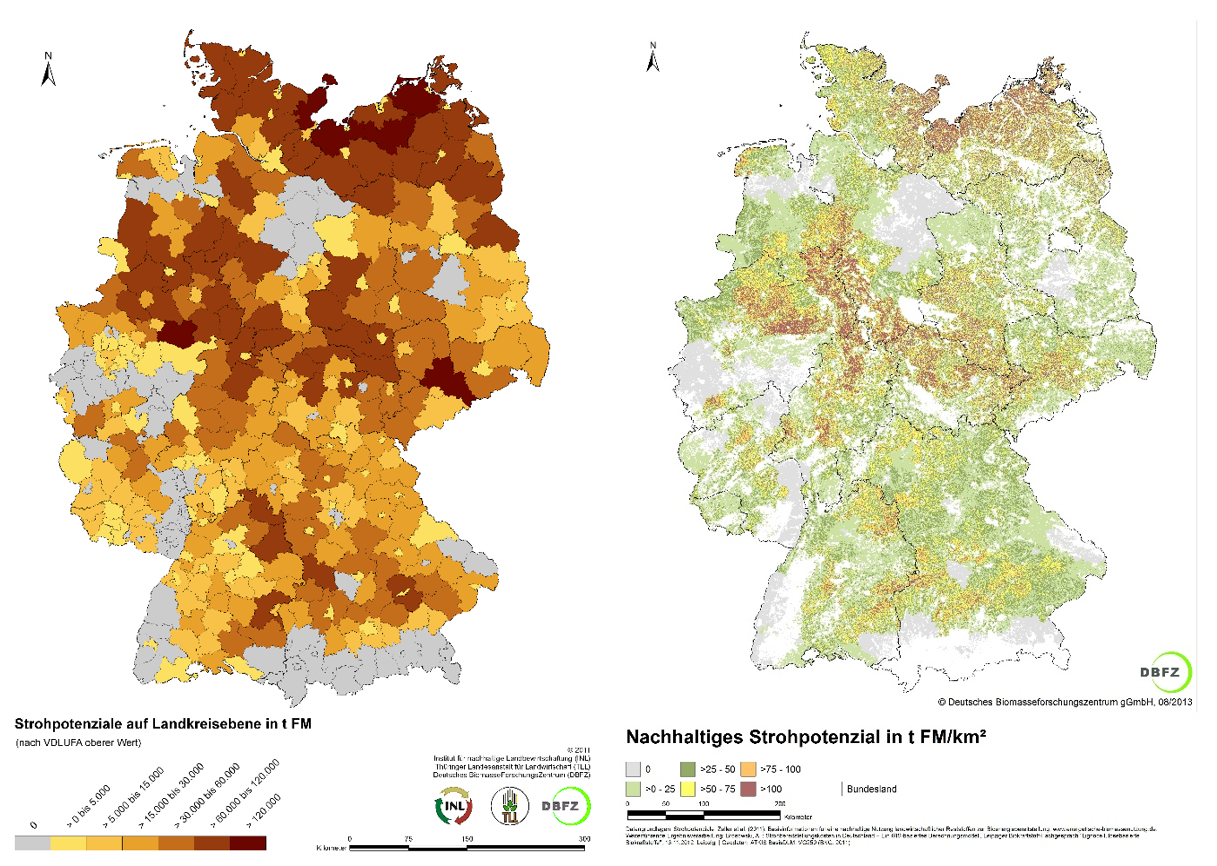 N
N
DBFZ
© Deutsches Biomasseforschungszentrum gGmbH, 08/2013
Strohpotenziale auf Landkreisebene in t FM
(nach VDLUFA oberer Wert)
© 2011
Institut für nachhaltige Landbewirtschaftung (INL)
Thüringer Landesanstalt für Landwirtschaft (TLL)
Deutsches BiomasseForschungsZentrum (DBFZ)
INL
TLL
DBFZ
0
> 0 bis 5.000
> 5.000 bis 15.000
> 15.000 bis 30.000
> 30.000 bis 60.000
> 60.000 bis 120.000
> 120.000
0 75 150 300
Kilometer
Nachhaltiges Strohpotenzial in t FM/km²
0 >25 - 50 >75 - 100
>0 - 25 >50 - 75 >100 Bundesland
0 50 100 200
Kilometer